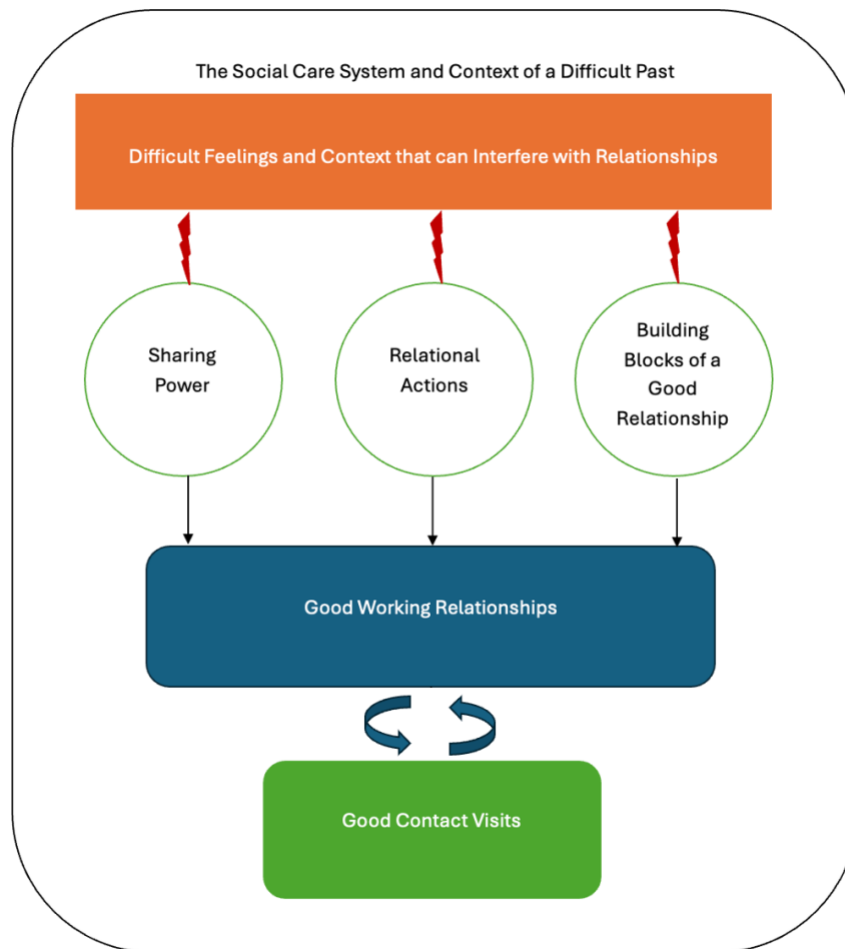 The Social Care System and Context of a Difficult Past
Difficult Feelings and Context that can Interfere with Relationships
Sharing
Power
Relational
Actions
Building
Blocks of a
Good
Relationship
Good Working Relationships
Good Contact Visits